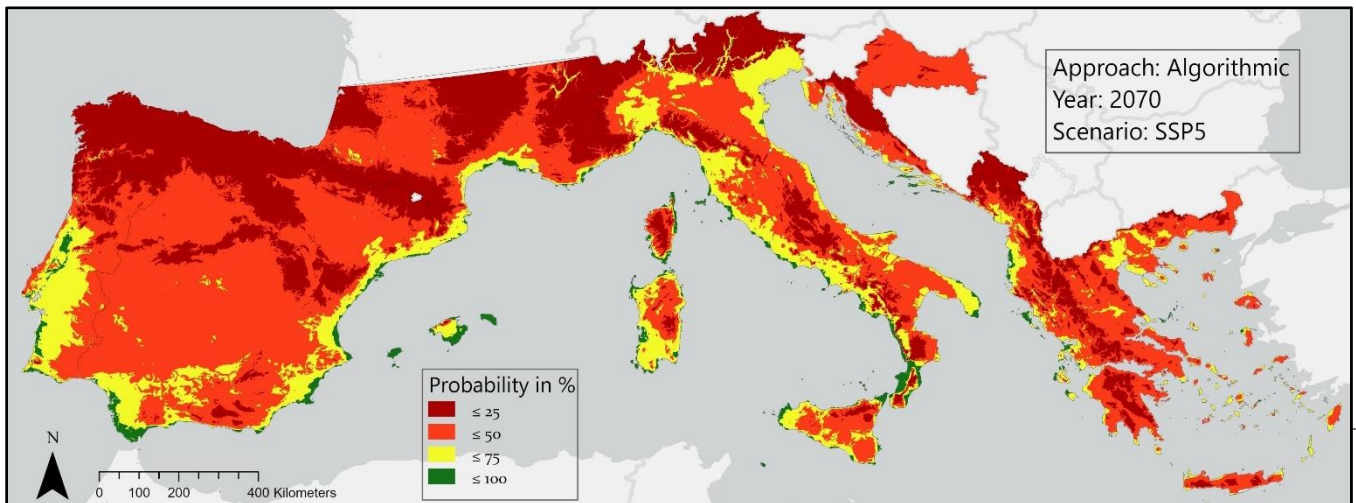 Approach: Algorithmic
Year: 2070
Scenario: SSP5
Probability in %
≤ 25
≤ 50
≤ 75
≤ 100
N
0 100 200 400 Kilometers